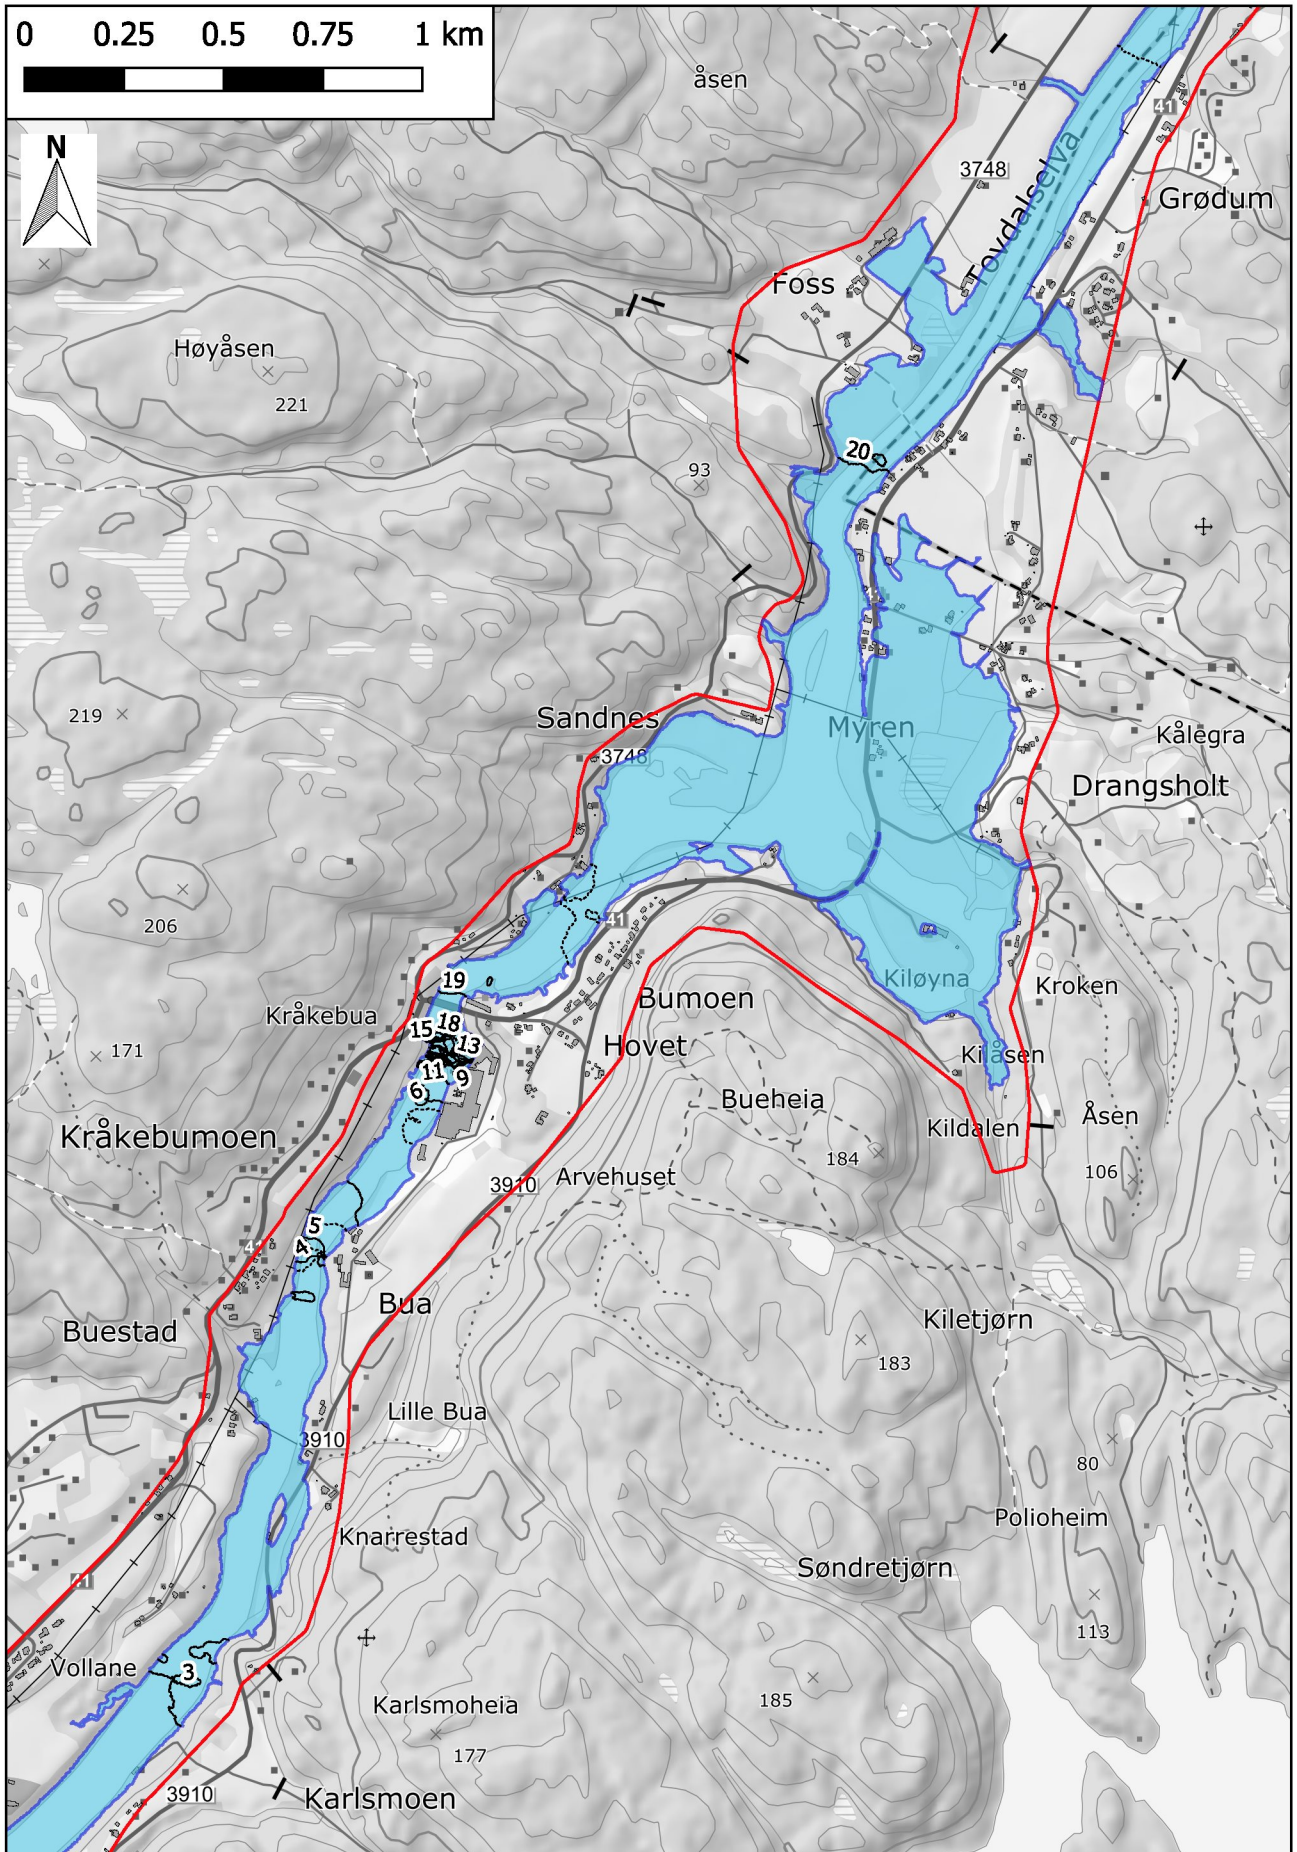 0 0.25 0.5 0.75 1 km
åsen
N
41
Tovdalselva
3748
Grødum
Foss
Høyåsen
221
20
93
219
Sandnes
Myren
3748
Kålegra
Drangsholt
206
41
19
Kiløyna
Kroken
Bumoen
Kråkebua
15
18
13
Hovet
171
Kilåsen
11
9
6
Bueheia
Åsen
Kråkebumoen
Kildalen
184
Arvehuset
106
3910
5
4
41
Bua
Buestad
Kiletjørn
183
Lille Bua
3910
80
Polioheim
Knarrestad
Søndretjørn
41
113
Vollane
3
185
Karlsmoheia
177
3910
Karlsmoen